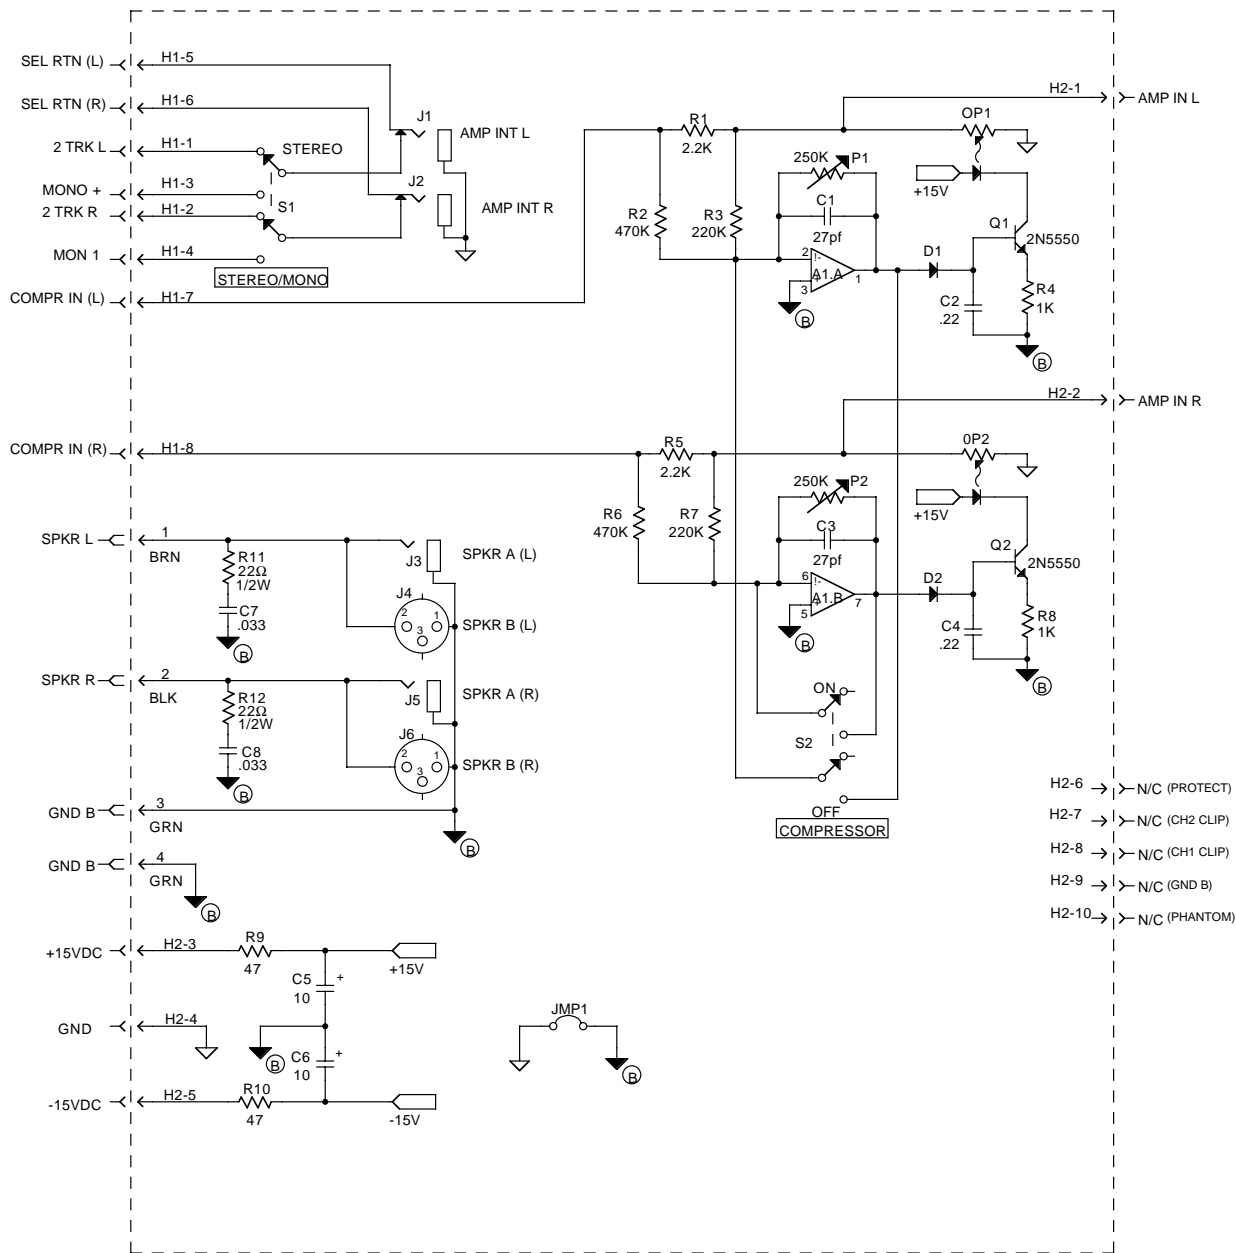 SEL RTN (L)
H1-5
SEL RTN (R)
H1-6
J1
AMP INT L
2 TRK L
H1-1
STEREO
MONO +
H1-3
J2
2 TRK R
H1-2
S1
AMP INT R
MON 1
H1-4
STEREO/MONO
COMPR IN (L)
H1-7
H2-1
AMP IN L
R1
2.2K
OP1
250K
P1
+15V
R2
470K
R3
220K
C1
27pf
Q1
2N5550
2
!-
A1.A
+
3
1
B
D1
C2
.22
R4
1K
B
H2-2
AMP IN R
COMPR IN (R)
H1-8
R5
2.2K
0P2
250K
P2
+15V
R6
470K
R7
220K
C3
27pf
Q2
2N5550
6
!-
A1.B
+
5
7
B
D2
C4
.22
R8
1K
B
SPKR L
1
BRN
R11
22Ω
1/2W
C7
.033
B
J3
SPKR A (L)
J4
2
1
3
SPKR B (L)
SPKR R
2
BLK
R12
22Ω
1/2W
C8
.033
B
J5
SPKR A (R)
J6
2
1
3
SPKR B (R)
ON
S2
OFF
COMPRESSOR
GND B
3
GRN
B
GND B
4
GRN
B
H2-6
N/C (PROTECT)
H2-7
N/C (CH2 CLIP)
H2-8
N/C (CH1 CLIP)
H2-9
N/C (GND B)
H2-10
N/C (PHANTOM)
+15VDC
H2-3
R9
47
+15V
C5
+
10
GND
H2-4
B
C6
+
10
JMP1
B
-15VDC
H2-5
R10
47
-15V